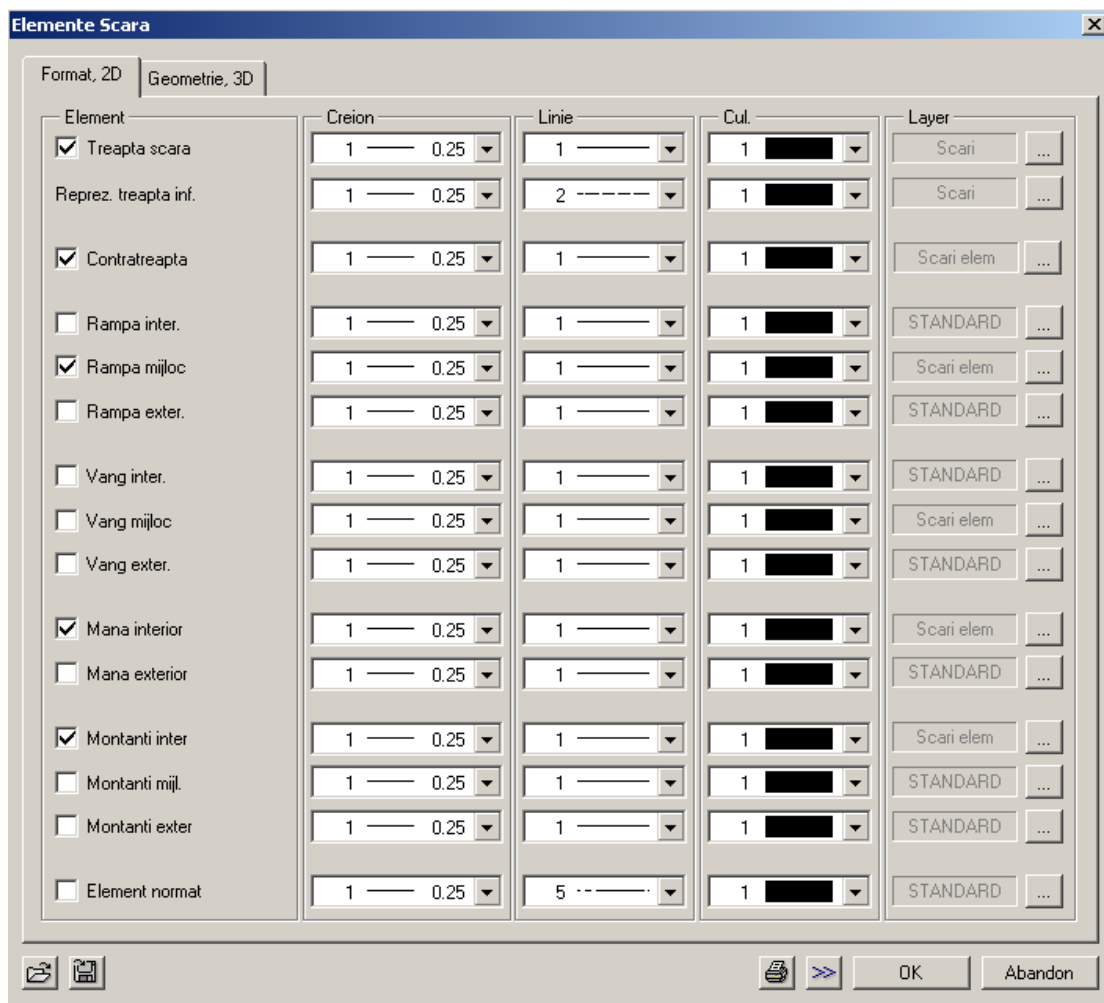 Elemente Scara
Format, 2D Geometrie, 3D
Element Creion Linie Cul. Layer
Treapta scara 1 0.25 1 1 Scari ...
Reprez. treapta inf. 1 0.25 2 1 Scari ...
Contratreapta 1 0.25 1 1 Scari elem ...
Rampa inter. 1 0.25 1 1 STANDARD ...
Rampa mijloc 1 0.25 1 1 Scari elem ...
Rampa exter. 1 0.25 1 1 STANDARD ...
Vang inter. 1 0.25 1 1 STANDARD ...
Vang mijloc 1 0.25 1 1 Scari elem ...
Vang exter. 1 0.25 1 1 STANDARD ...
Mana interior 1 0.25 1 1 Scari elem ...
Mana exterior 1 0.25 1 1 STANDARD ...
Montanti inter 1 0.25 1 1 Scari elem ...
Montanti mijl. 1 0.25 1 1 STANDARD ...
Montanti exter 1 0.25 1 1 STANDARD ...
Element normat 1 0.25 5 1 STANDARD ...
>> OK Abandon